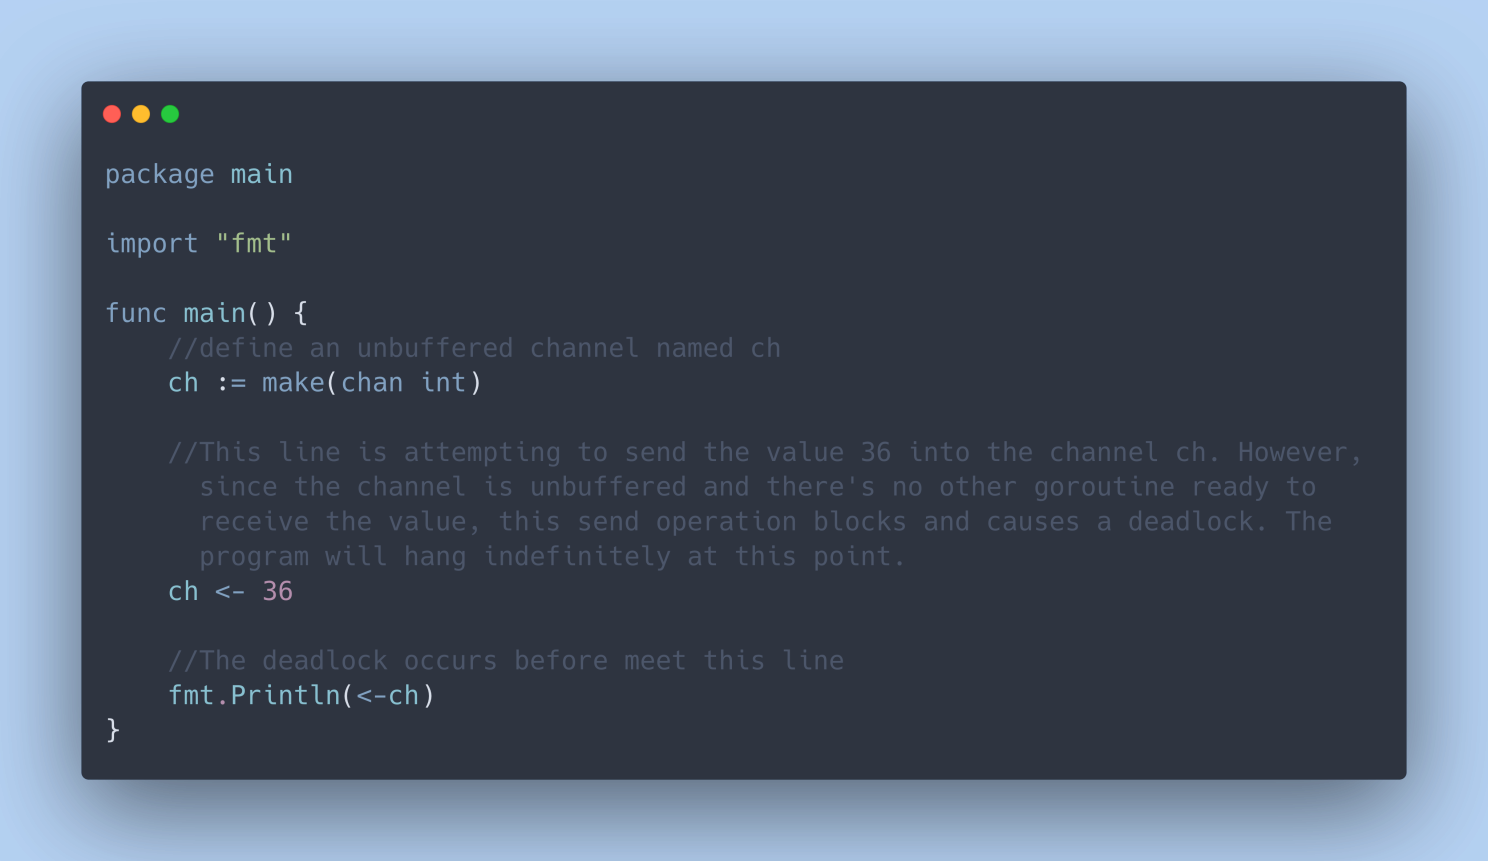 package main
import "fmt"
func main() {
//define an unbuffered channel named ch
ch := make(chan int)
//This line is attempting to send the value 36 into the channel ch. However,
since the channel is unbuffered and there's no other goroutine ready to
receive the value, this send operation blocks and causes a deadlock. The
program will hang indefinitely at this point.
ch <- 36
//The deadlock occurs before meet this line
fmt.Println(<-ch)
}